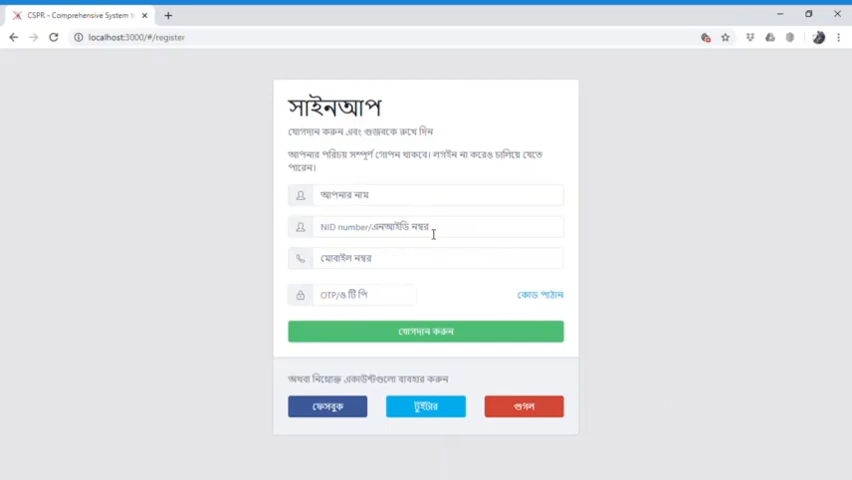 CSPR - Comprehensive System
localhost:3000/#/register
সাইনআপ
যোগদান করুন এবং গুজবকে রুখে দিন
আপনার পরিচয় সম্পূর্ণ গোপন থাকবে। লগইন না করেও চালিয়ে যেতে
পারেন।
আপনার নাম
NID number/এনআইডি নম্বর
মোবাইল নম্বর
OTP/ও টি পি
কোড পাঠান
যোগদান করুন
অথবা নিম্নোক্ত একাউন্টগুলো ব্যবহার করুন
ফেসবুক
টুইটার
গুগল